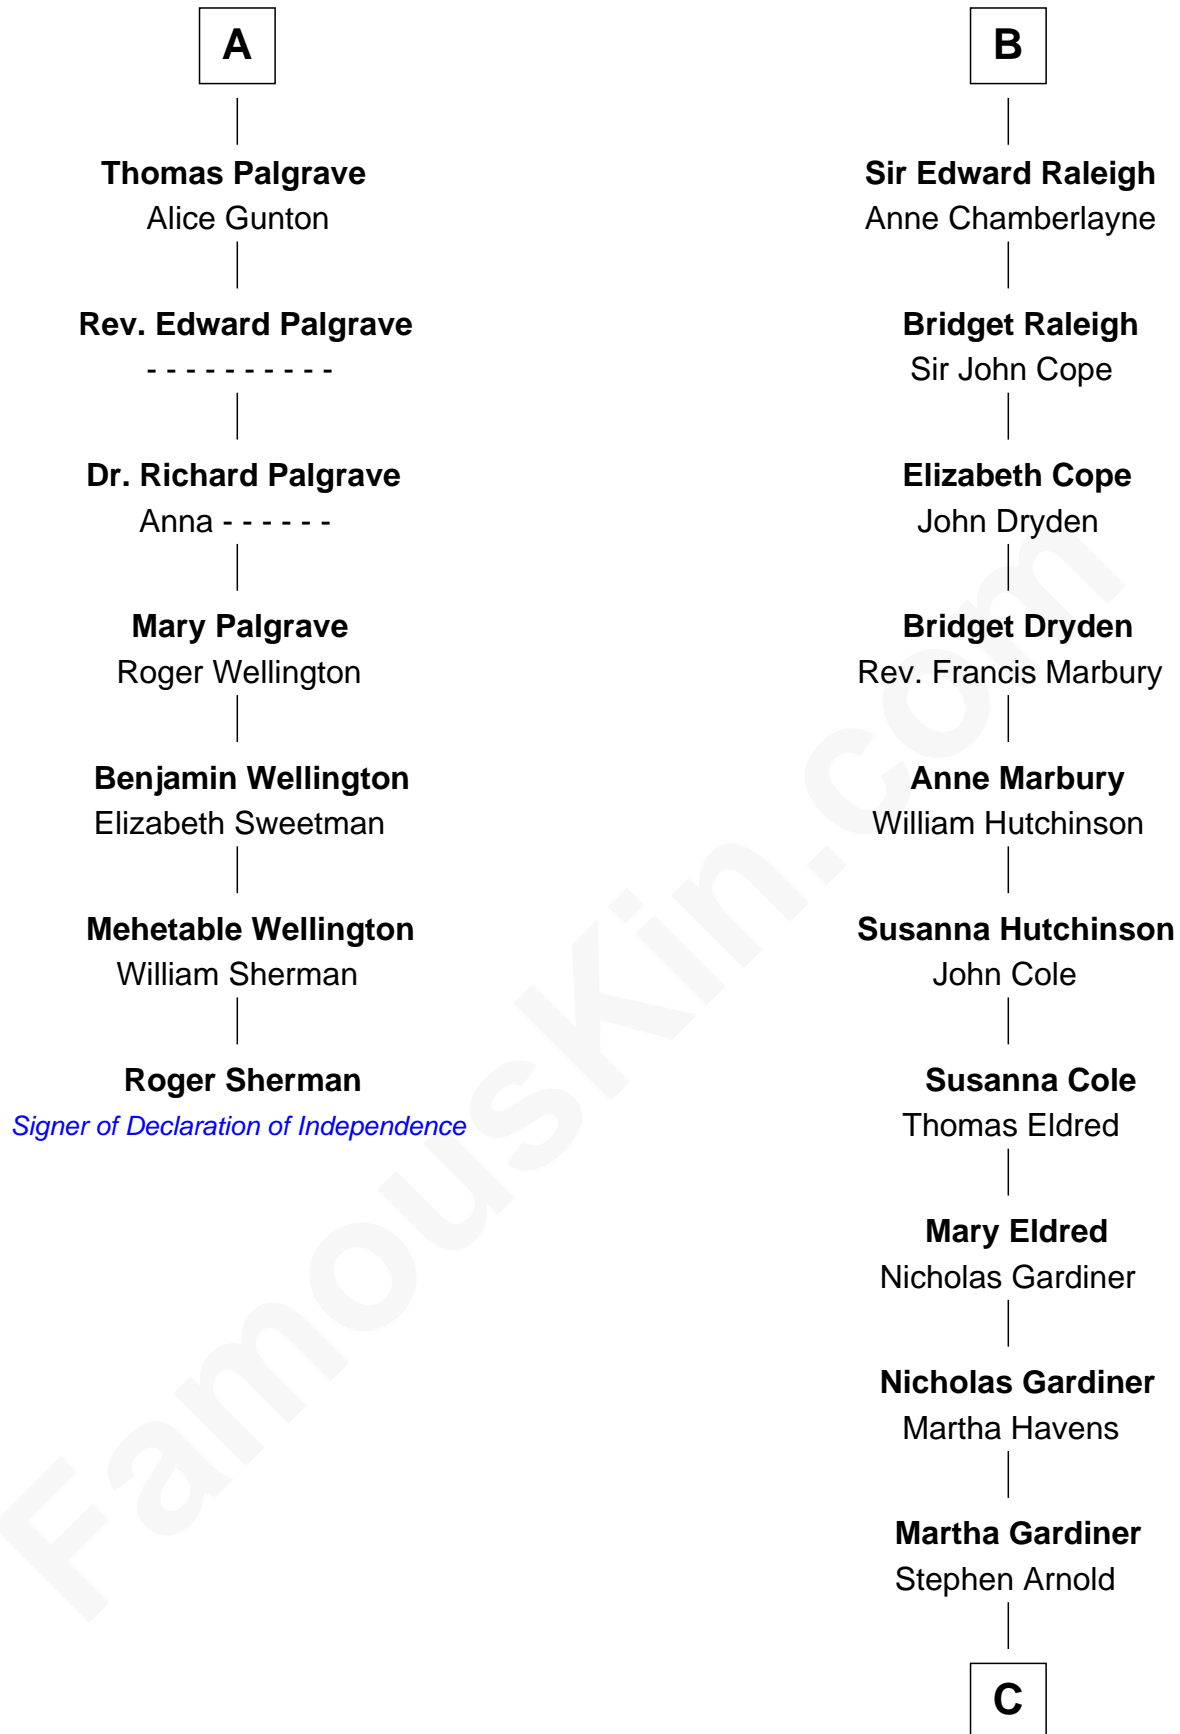 A
Thomas Palgrave
Alice Gunton
Rev. Edward Palgrave
- - - - - - - - - -
Dr. Richard Palgrave
Anna - - - - - -
Mary Palgrave
Roger Wellington
Benjamin Wellington
Elizabeth Sweetman
Mehetable Wellington
William Sherman
Roger Sherman
Signer of Declaration of Independence
B
Sir Edward Raleigh
Anne Chamberlayne
Bridget Raleigh
Sir John Cope
Elizabeth Cope
John Dryden
Bridget Dryden
Rev. Francis Marbury
Anne Marbury
William Hutchinson
Susanna Hutchinson
John Cole
Susanna Cole
Thomas Eldred
Mary Eldred
Nicholas Gardiner
Nicholas Gardiner
Martha Havens
Martha Gardiner
Stephen Arnold
C
FamousKin.com